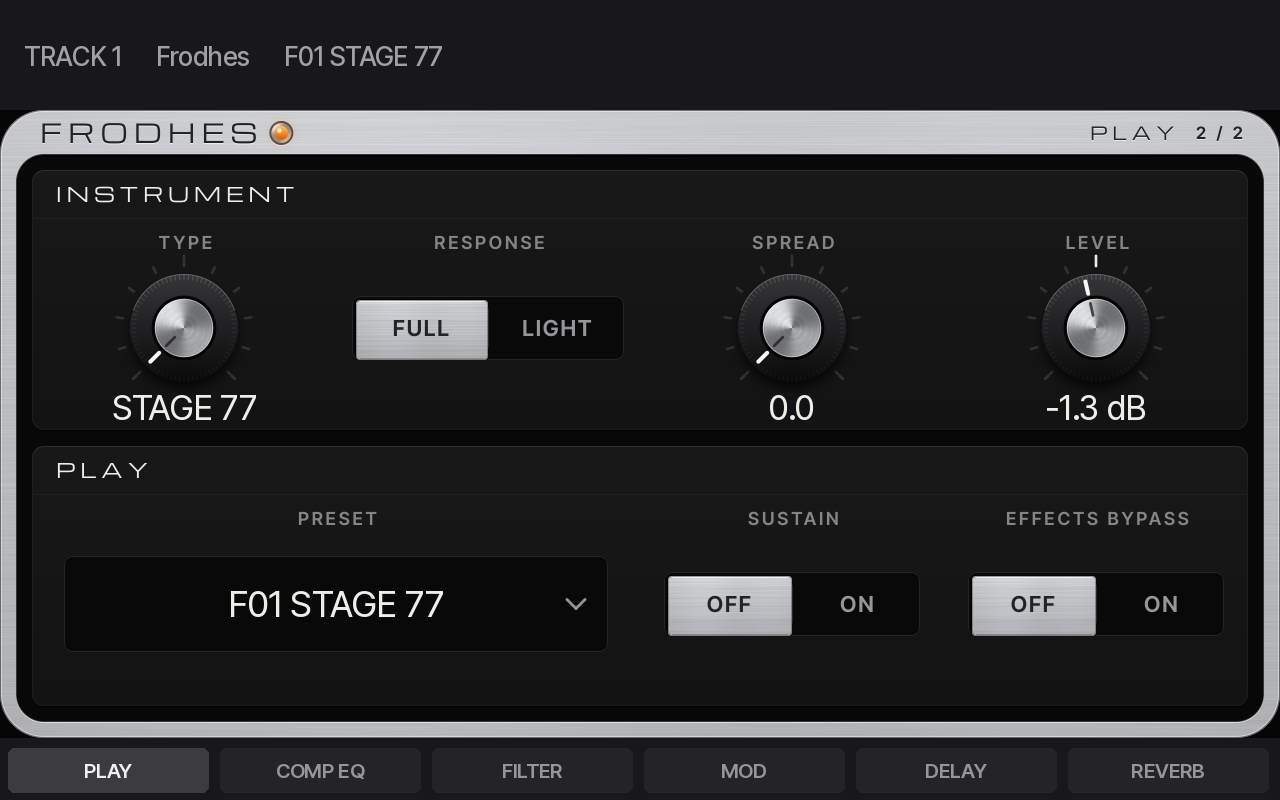 TRACK 1 Frodhes F01 STAGE 77
FRODHES PLAY 2 / 2
INSTRUMENT
TYPE RESPONSE SPREAD LEVEL
FULL LIGHT
STAGE 77 0.0 -1.3 dB
PLAY
PRESET SUSTAIN EFFECTS BYPASS
F01 STAGE 77 OFF ON OFF ON
PLAY COMP EQ FILTER MOD DELAY REVERB